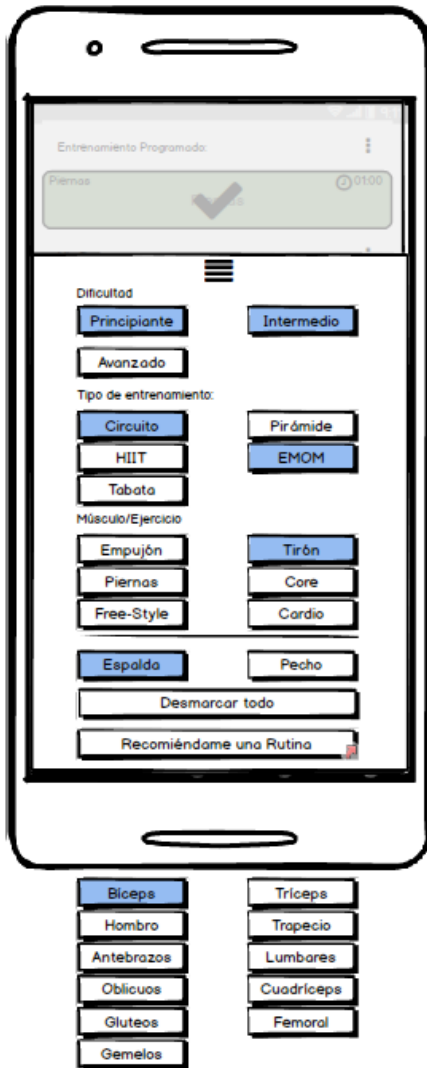 Entrenamiento Programado:
Piernas 01:00
Dificultad
Principiante Intermedio
Avanzado
Tipo de entrenamiento:
Circuito Pirámide
HIIT EMOM
Tabata
Músculo/Ejercicio
Empujón Tirón
Piernas Core
Free-Style Cardio
Espalda Pecho
Desmarcar todo
Recomiéndame una Rutina
Bíceps Tríceps
Hombro Trapecio
Antebrazos Lumbares
Oblicuos Cuadríceps
Gluteos Femoral
Gemelos